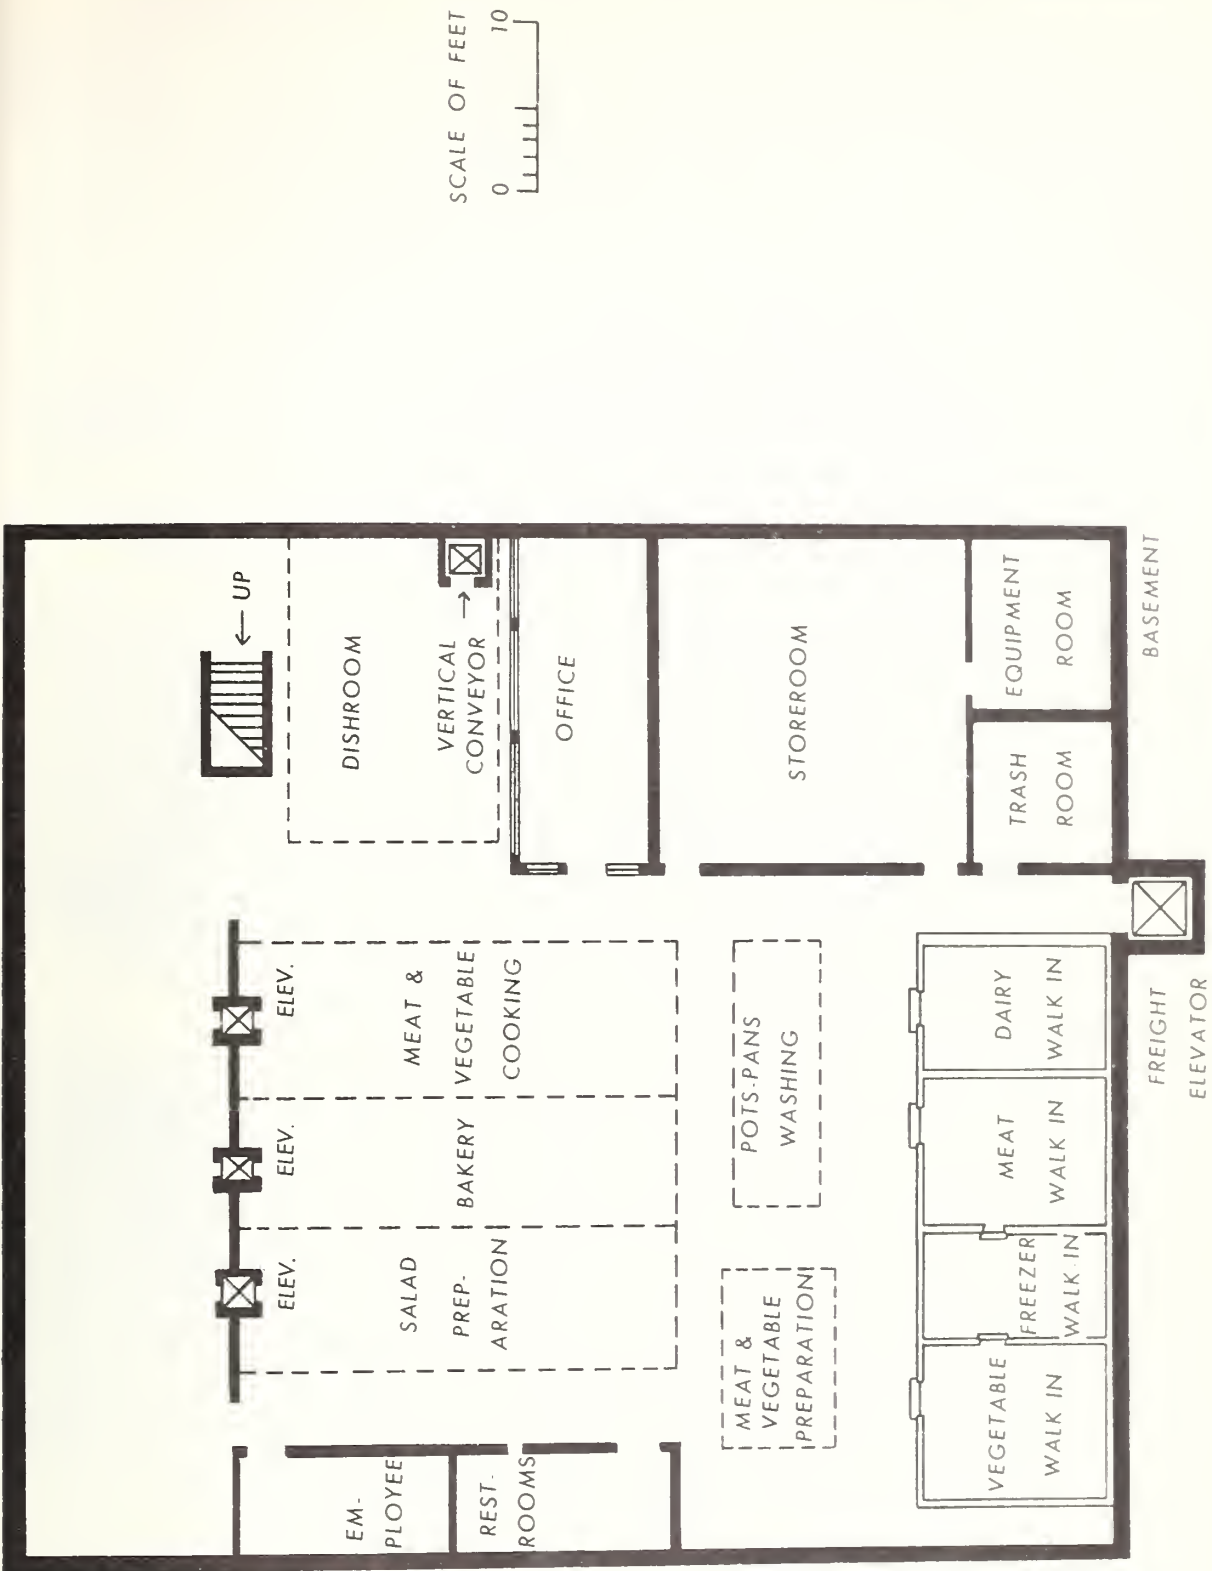 SCALE OF FEET
0 10
UP
DISHROOM
VERTICAL
CONVEYOR
OFFICE
STOREROOM
EQUIPMENT
ROOM
TRASH
ROOM
BASEMENT
ELEV.
MEAT &
VEGETABLE
COOKING
ELEV.
BAKERY
ELEV.
SALAD
PREP-
ARATION
POTS-PANS
WASHING
MEAT &
VEGETABLE
PREPARATION
EM-
PLOYEE
REST-
ROOMS
DAIRY
WALK IN
MEAT
WALK IN
FREEZER
WALK-IN
VEGETABLE
WALK IN
FREIGHT
ELEVATOR